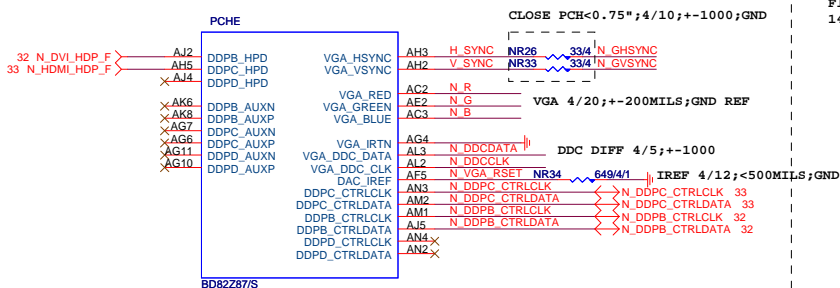 CLOSE PCH<0.75";4/10;+-1000;GND
PCHE
32 N_DVI_HDP_F AJ2 DDPB_HPD VGA_HSYNC AH3 H_SYNC NR26 33/4 N_GHSYNC
33 N_HDMI_HDP_F AH5 DDPC_HPD VGA_VSYNC AH2 V_SYNC NR33 33/4 N_GVSYNC
AJ4 DDPD_HPD
VGA_RED AC2 N_R
AK6 DDPB_AUXN VGA_GREEN AE2 N_G VGA 4/20;+-200MILS;GND REF
AK8 DDPB_AUXP VGA_BLUE AC3 N_B
AG7 DDPC_AUXN
AG6 DDPC_AUXP VGA_IRTN AG4
AG11 DDPD_AUXN VGA_DDC_DATA AL3 N_DDCDATA DDC DIFF 4/5;+-1000
AG10 DDPD_AUXP VGA_DDC_CLK AL2 N_DDCCLK
DAC_IREF AF5 N_VGA_RSET NR34 649/4/1 IREF 4/12;<500MILS;GND
DDPC_CTRLCLK AN3 N_DDPC_CTRLCLK N_DDPC_CTRLCLK 33
DDPC_CTRLDATA AM2 N_DDPC_CTRLDATA N_DDPC_CTRLDATA 33
DDPB_CTRLCLK AM1 N_DDPB_CTRLCLK N_DDPB_CTRLCLK 32
DDPB_CTRLDATA AJ5 N_DDPB_CTRLDATA N_DDPB_CTRLDATA 32
DDPD_CTRLCLK AN4
DDPD_CTRLDATA AN2
BD82Z87/S
14